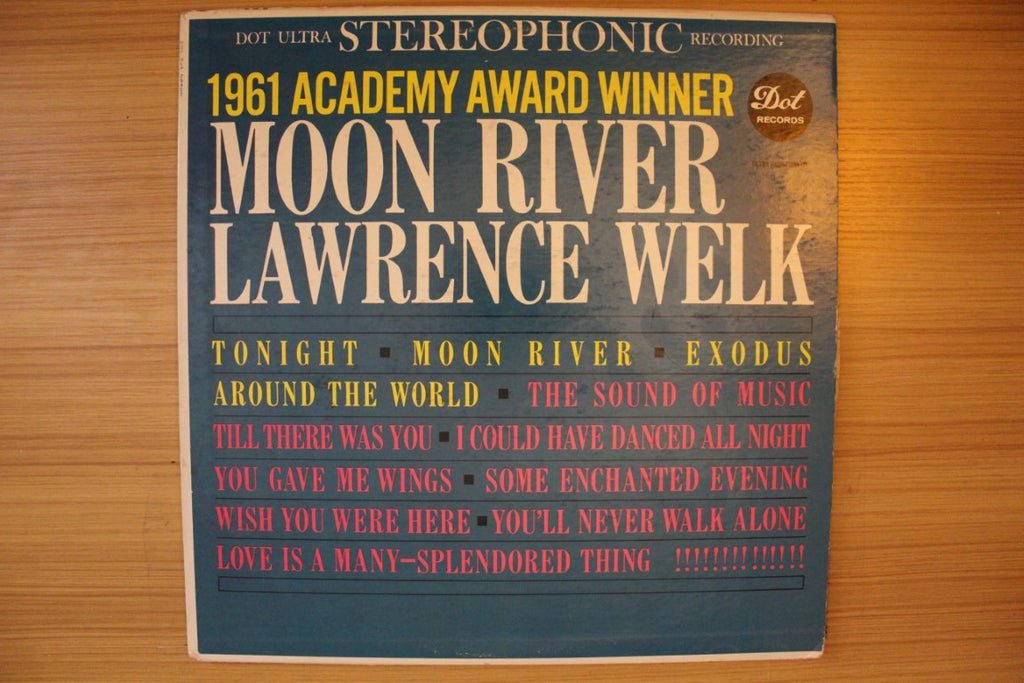 DOT ULTRA STEREOPHONIC RECORDING
1961 ACADEMY AWARD WINNER
Dot
RECORDS
MOON RIVER
LAWRENCE WELK
TONIGHT ■ MOON RIVER ■ EXODUS
AROUND THE WORLD ■ THE SOUND OF MUSIC
TILL THERE WAS YOU ■ I COULD HAVE DANCED ALL NIGHT
YOU GAVE ME WINGS ■ SOME ENCHANTED EVENING
WISH YOU WERE HERE ■ YOU'LL NEVER WALK ALONE
LOVE IS A MANY-SPLENDORED THING !!!!!!!!!!!!!!